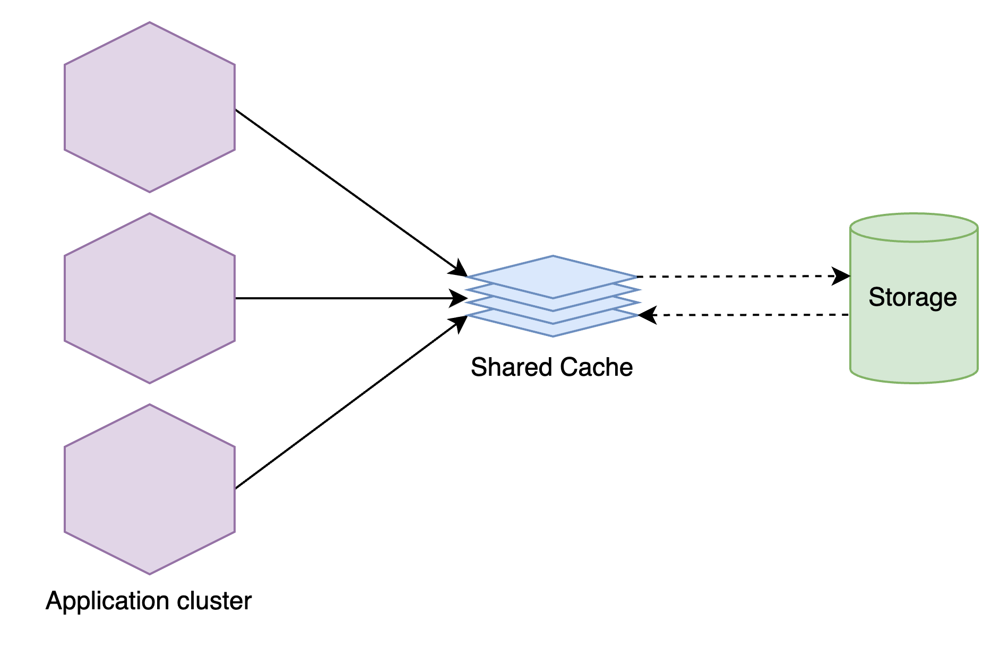 Storage
Shared Cache
Application cluster